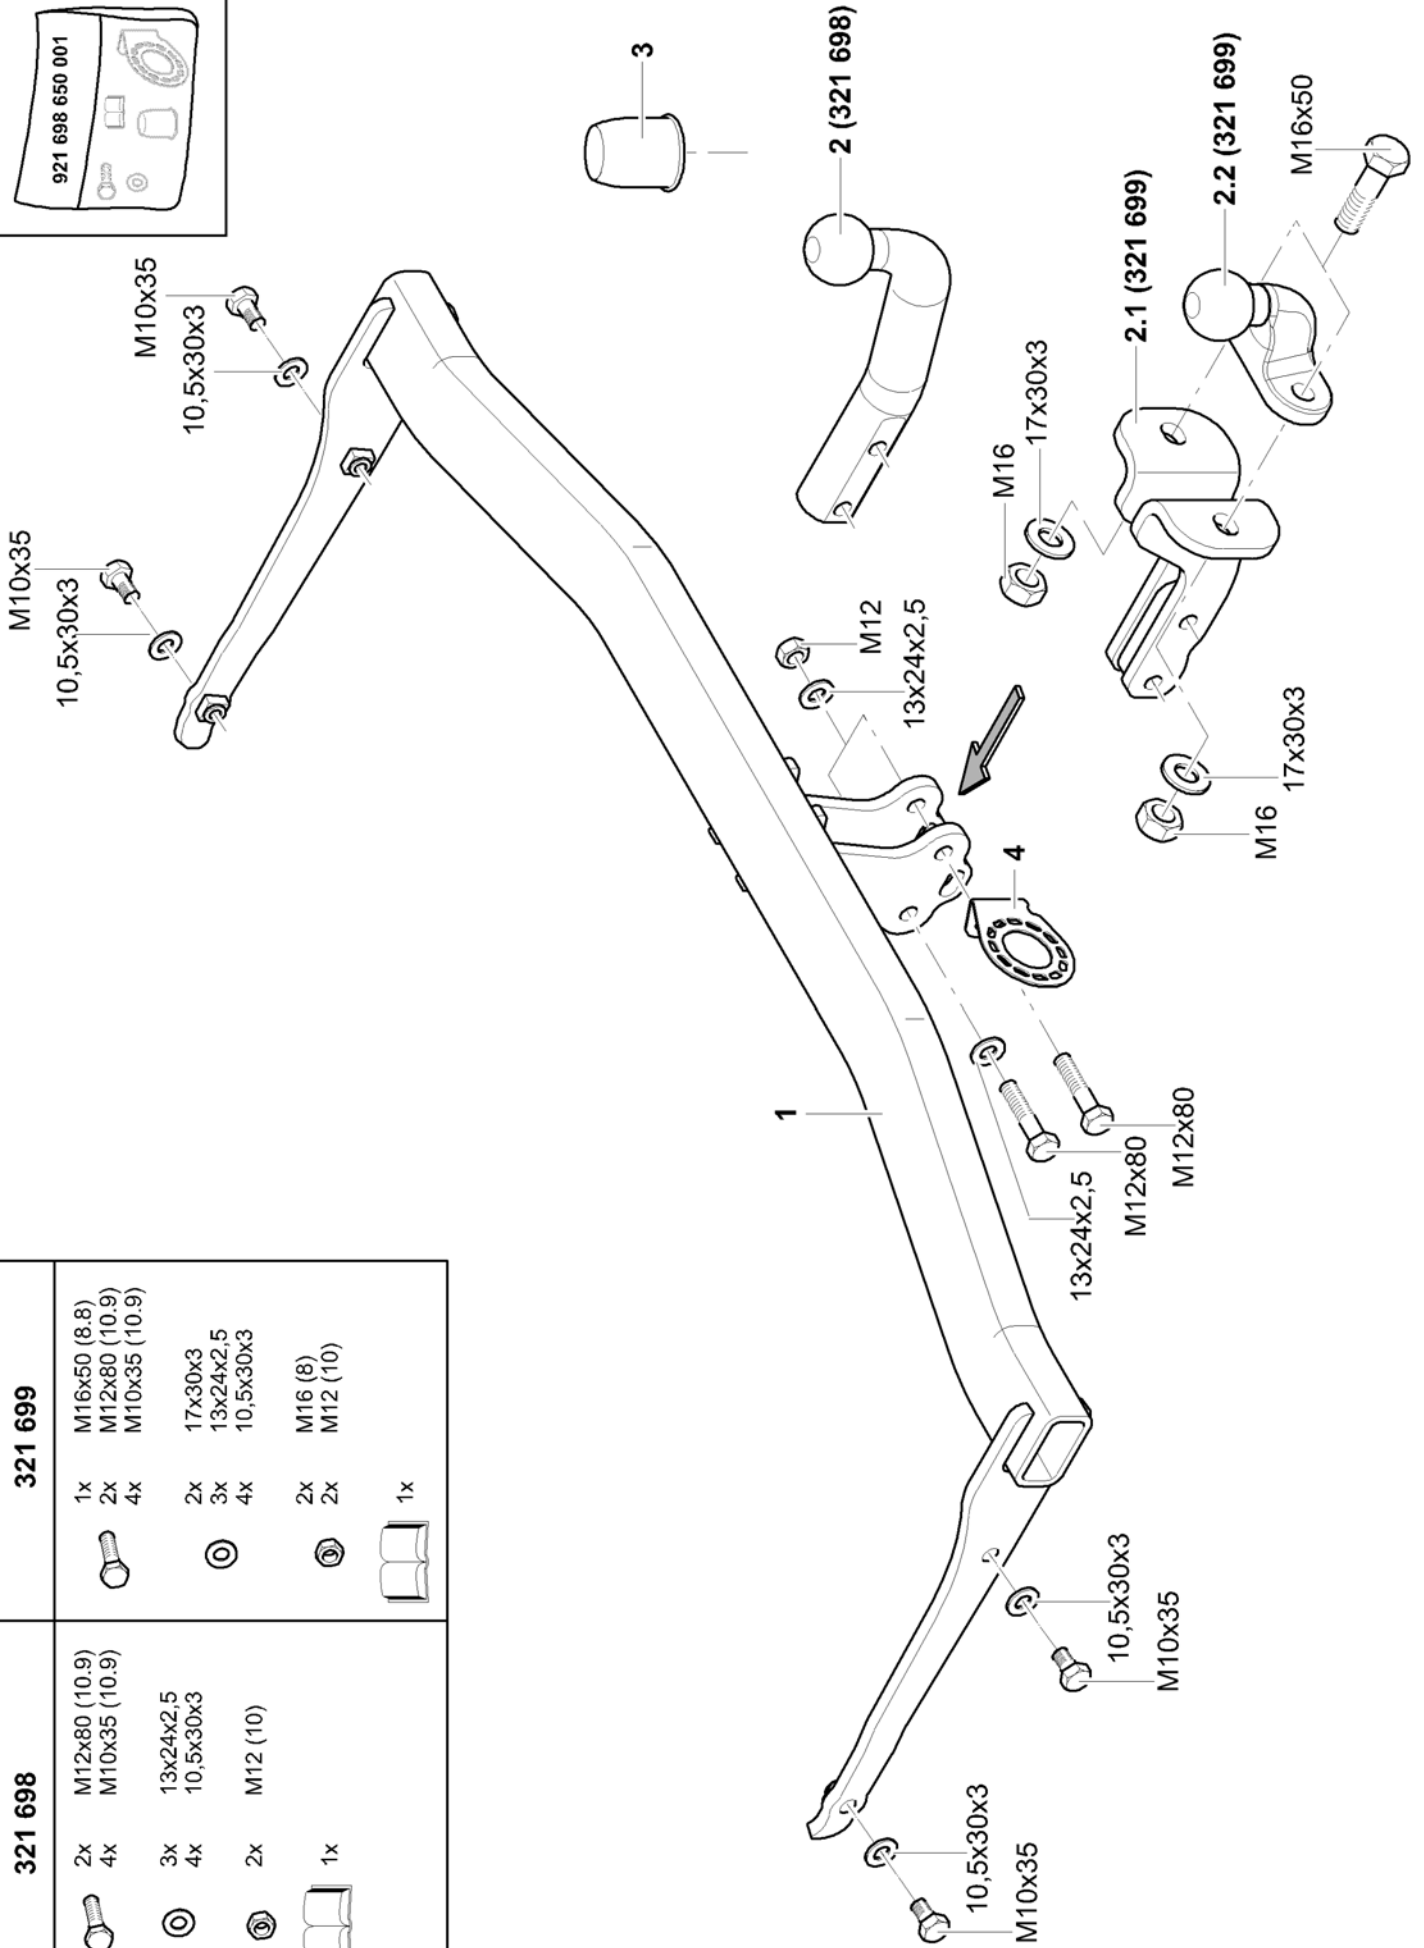 321 698
2x M12x80 (10.9)
4x M10x35 (10.9)
3x 13x24x2,5
4x 10,5x30x3
2x M12 (10)
1x
321 699
1x M16x50 (8.8)
2x M12x80 (10.9)
4x M10x35 (10.9)
2x 17x30x3
3x 13x24x2,5
4x 10,5x30x3
2x M16 (8)
2x M12 (10)
1x
921 698 650 001
M10x35
10,5x30x3
M10x35
10,5x30x3
3
2 (321 698)
2.1 (321 699)
2.2 (321 699)
M16x50
M16
17x30x3
M12
13x24x2,5
17x30x3
M16
4
1
13x24x2,5
M12x80
M12x80
10,5x30x3
M10x35
10,5x30x3
M10x35